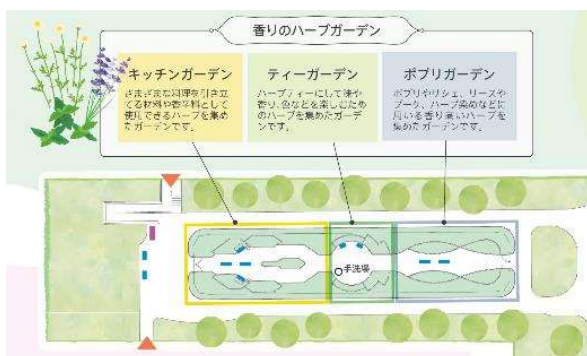 香りのハーブガーデン
キッチンガーデン
さまざまな料理を引き立
てる材料や香辛料として
使用できるハーブを集め
たガーデンです。
ティーガーデン
ハーブティーにして味や
香り、色などを楽しむため
のハーブを集めたガーデ
ンです。
ポプリガーデン
ポプリやリシェ、リースや
ブーケ、ハーブ染めなどに
用いる香り高いハーブを
集めたガーデンです。
手洗場